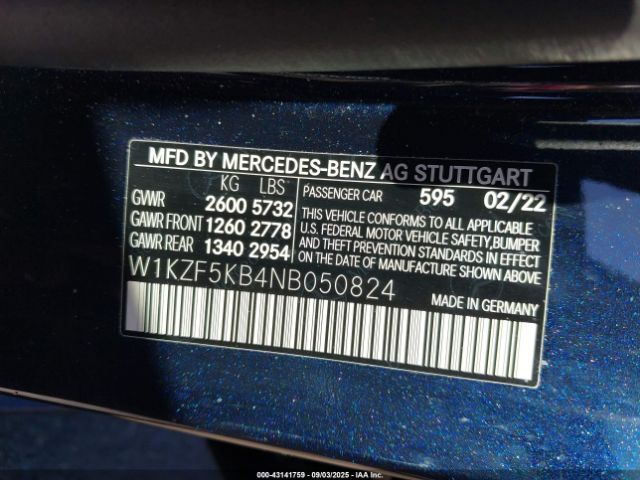 MFD BY MERCEDES-BENZ AG STUTTGART
KG LBS
GVWR 2600 5732
GAWR FRONT 1260 2778
GAWR REAR 1340 2954
PASSENGER CAR 595 02/22
THIS VEHICLE CONFORMS TO ALL APPLICABLE
U.S. FEDERAL MOTOR VEHICLE SAFETY, BUMPER
AND THEFT PREVENTION STANDARDS IN EFFECT
ON THE DATE OF MANUFACTURE SHOWN ABOVE.
W1KZF5KB4NB050824
MADE IN GERMANY
000-43141759 - 09/03/2025 - IAAI.com